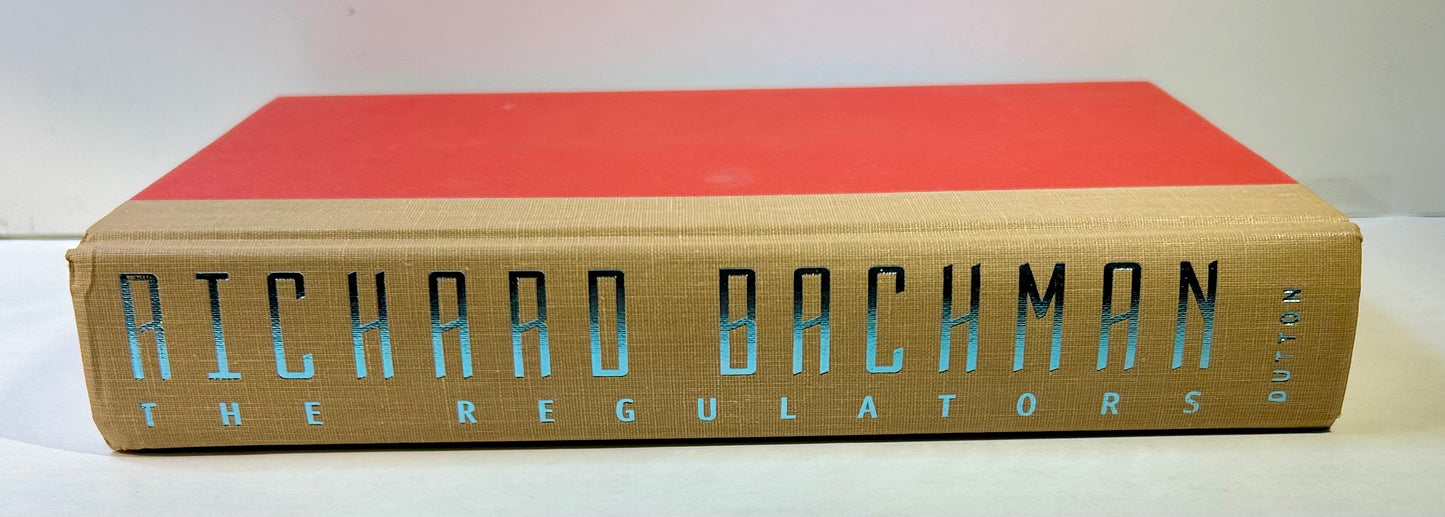 RICHARD BACHMAN
THE REGULATORS
DUTTON